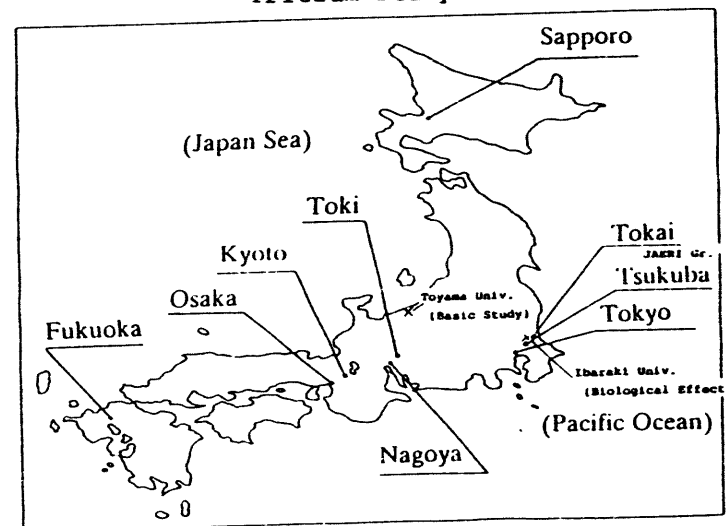 Sapporo
(Japan Sea)
Toki
Tokai
JAERI Gr.
Kyoto
Tsukuba
Toyama Univ.
(Basic Study)
Osaka
Tokyo
Fukuoka
Ibaraki Univ.
(Biological Effect
(Pacific Ocean)
Nagoya